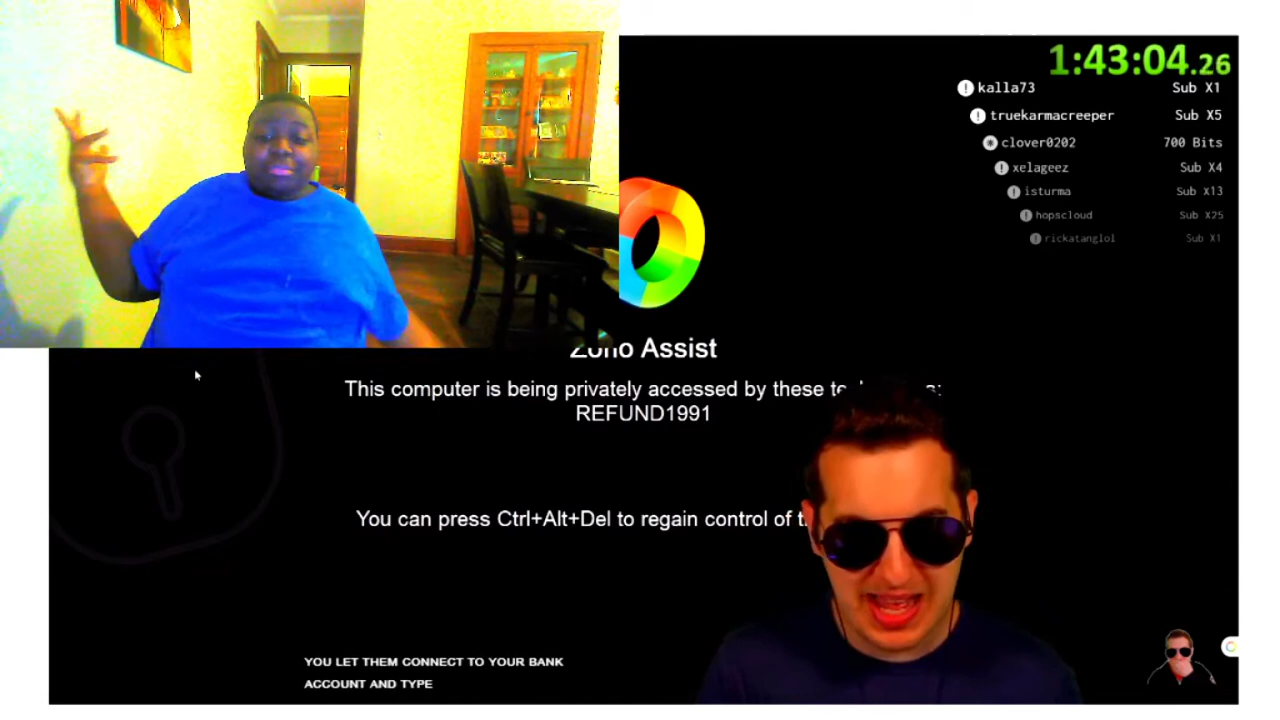 1:43:04.26
kalla73 Sub X1
truekarmacreeper Sub X5
clover0202 700 Bits
xelageez Sub X4
isturma Sub X13
hopscloud Sub X25
rickatanglol Sub X1
Zoho Assist
This computer is being privately accessed by these
REFUND1991
You can press Ctrl+Alt+Del to regain control of
YOU LET THEM CONNECT TO YOUR BANK
ACCOUNT AND TYPE